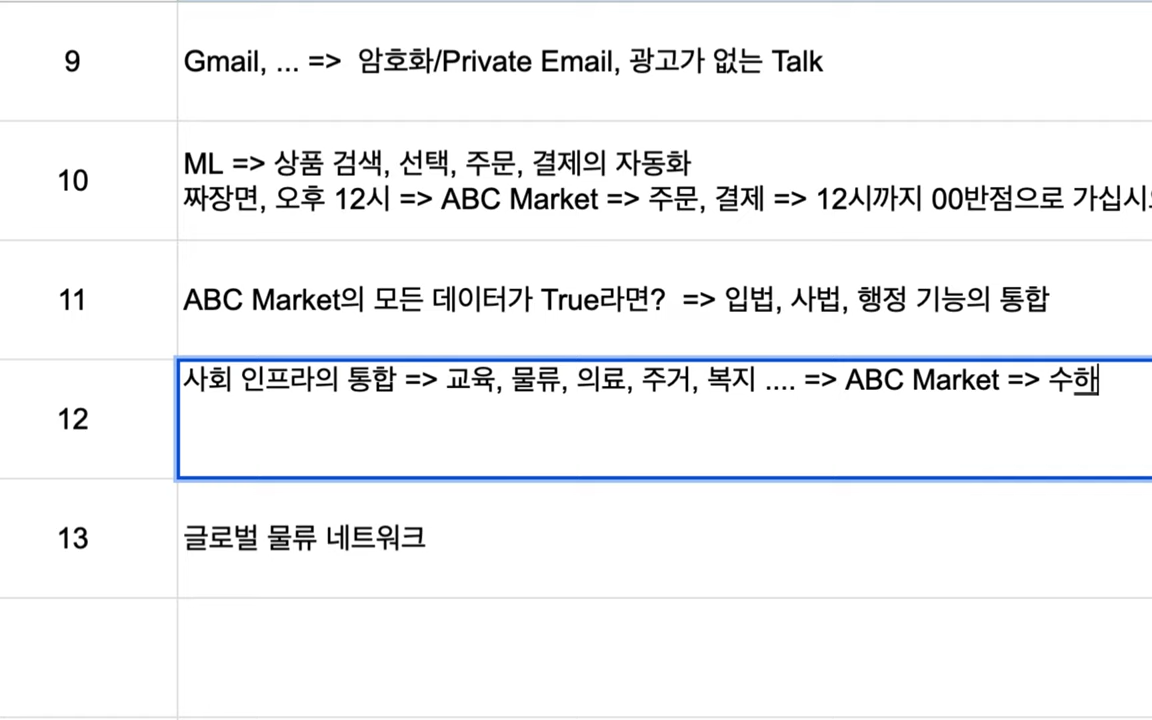 9
Gmail, ... => 암호화/Private Email, 광고가 없는 Talk
10
ML => 상품 검색, 선택, 주문, 결제의 자동화
짜장면, 오후 12시 => ABC Market => 주문, 결제 => 12시까지 00반점으로 가십시
11
ABC Market의 모든 데이터가 True라면? => 입법, 사법, 행정 기능의 통합
12
사회 인프라의 통합 => 교육, 물류, 의료, 주거, 복지 .... => ABC Market => 수하
13
글로벌 물류 네트워크